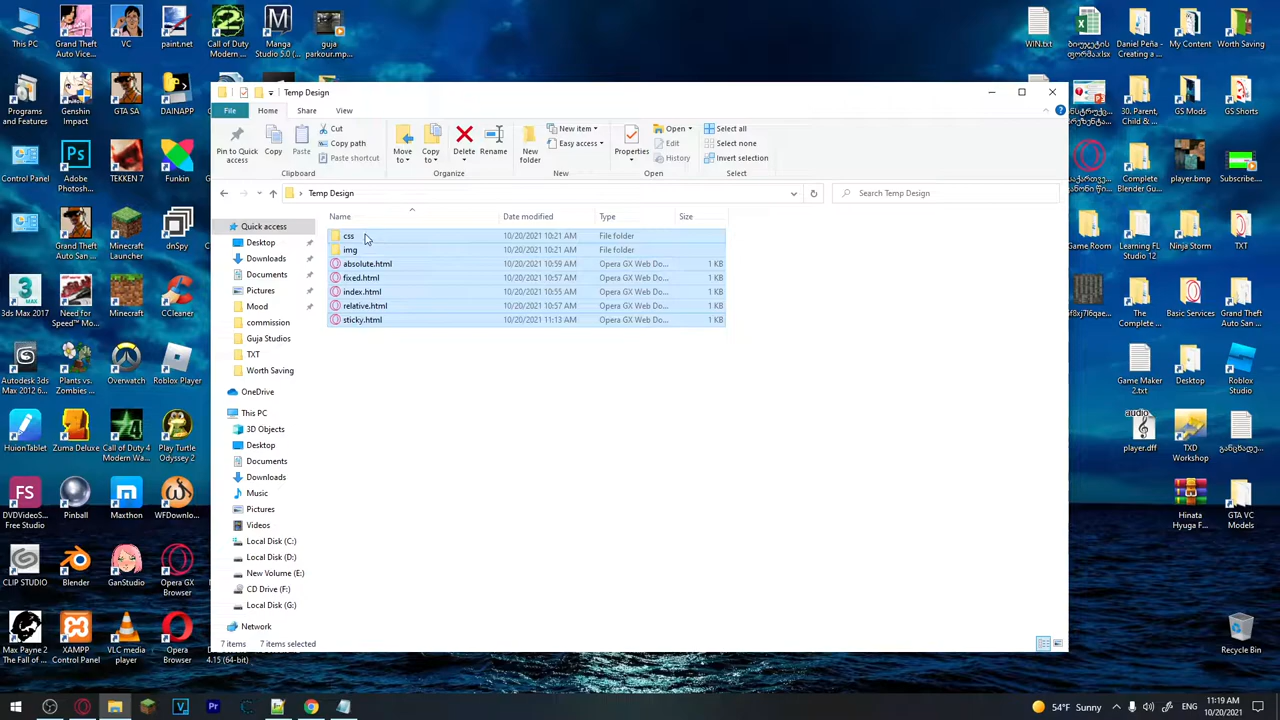 This PC
Grand Theft
Auto Vice...
VC
paint.net
Call of Duty
Modern ...
Manga
Studio 5.0 (...
guja
parkour.mp...
WIN.txt
Daniel Peña -
Creating a ...
My Content
Worth Saving
Programs
and Features
Genshin
Impact
GTA SA
DAINAPP
30. Parent,
Child & ...
GS Mods
GS Shorts
Control Panel
Adobe
Photosh...
TEKKEN 7
Funkin
Complete
Blender Gu...
player.bmp
Subscribe....
Grand Theft
Auto San ...
Minecraft
Launcher
dnSpy
Game Room
Learning FL
Studio 12
Ninja Storm
TXT
3ds Max 2017
Need for
Speed™ Mo...
Minecraft
CCleaner
The
Complete ...
Basic Services
Grand Theft
Auto San ...
Autodesk 3ds
Max 2012 6...
Plants vs.
Zombies ...
Overwatch
Roblox Player
Game Maker
2.txt
Desktop
Roblox
Studio
HuionTablet
Zuma Deluxe
Call of Duty 4
Modern Wa...
Play Turtle
Odyssey 2
audio
player.dff
TXD
Workshop
DVDVideoS...
Free Studio
Pinball
Maxthon
WFDownlo...
Hinata
Hyuga F...
GTA VC
Models
CLIP STUDIO
Blender
GanStudio
Opera GX
Browser
Max Payne 2
The Fall of ...
XAMPP
Control Panel
VLC media
player
Opera
Browser
4.15 (64-bit)
Recycle Bin
Temp Design
File
Home
Share
View
Pin to Quick
access
Copy
Paste
Cut
Copy path
Paste shortcut
Clipboard
Move
to
Copy
to
Delete
Rename
Organize
New
folder
New item
Easy access
New
Properties
Open
Edit
History
Open
Select all
Select none
Invert selection
Select
Temp Design
Search Temp Design
Name Date modified Type Size
css 10/20/2021 10:21 AM File folder
img 10/20/2021 10:21 AM File folder
absolute.html 10/20/2021 10:59 AM Opera GX Web Do... 1 KB
fixed.html 10/20/2021 10:57 AM Opera GX Web Do... 1 KB
index.html 10/20/2021 10:55 AM Opera GX Web Do... 1 KB
relative.html 10/20/2021 10:57 AM Opera GX Web Do... 1 KB
sticky.html 10/20/2021 11:13 AM Opera GX Web Do... 1 KB
Quick access
Desktop
Downloads
Documents
Pictures
Mood
commission
Guja Studios
TXT
Worth Saving
OneDrive
This PC
3D Objects
Desktop
Documents
Downloads
Music
Pictures
Videos
Local Disk (C:)
Local Disk (D:)
New Volume (E:)
CD Drive (F:)
Local Disk (G:)
Network
7 items
7 items selected
54°F Sunny
ENG
11:19 AM
10/20/2021